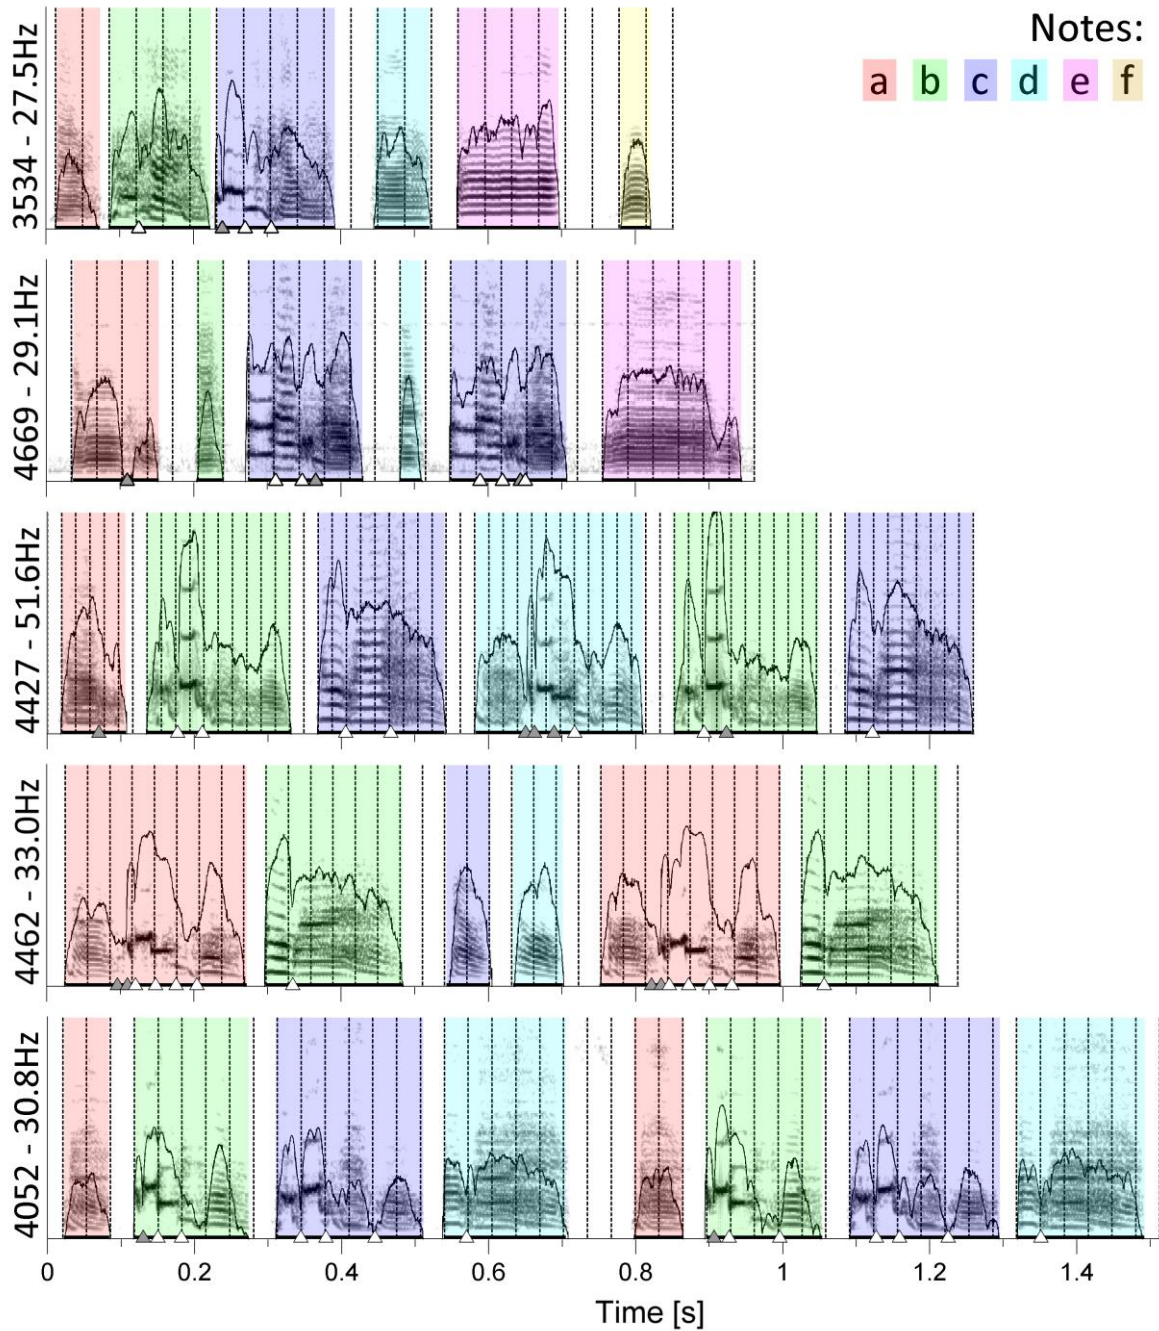 Notes:
a b c d e f
3534 - 27.5Hz
4669 - 29.1Hz
4427 - 51.6Hz
4462 - 33.0Hz
4052 - 30.8Hz
0 0.2 0.4 0.6 0.8 1 1.2 1.4
Time [s]